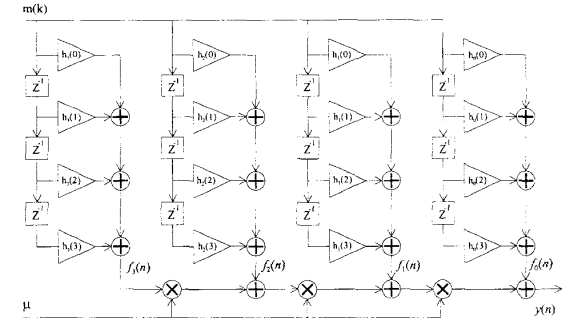 m(k)
h₃(0) h₂(0) h₁(0) h₀(0)
Z⁻¹ Z⁻¹ Z⁻¹ Z⁻¹
h₃(1) h₂(1) h₁(1) h₀(1)
Z⁻¹ Z⁻¹ Z⁻¹ Z⁻¹
h₃(2) h₂(2) h₁(2) h₀(2)
Z⁻¹ Z⁻¹ Z⁻¹ Z⁻¹
h₃(3) h₂(3) h₁(3) h₀(3)
f₃(n) f₂(n) f₁(n) f₀(n)
μ
y(n)